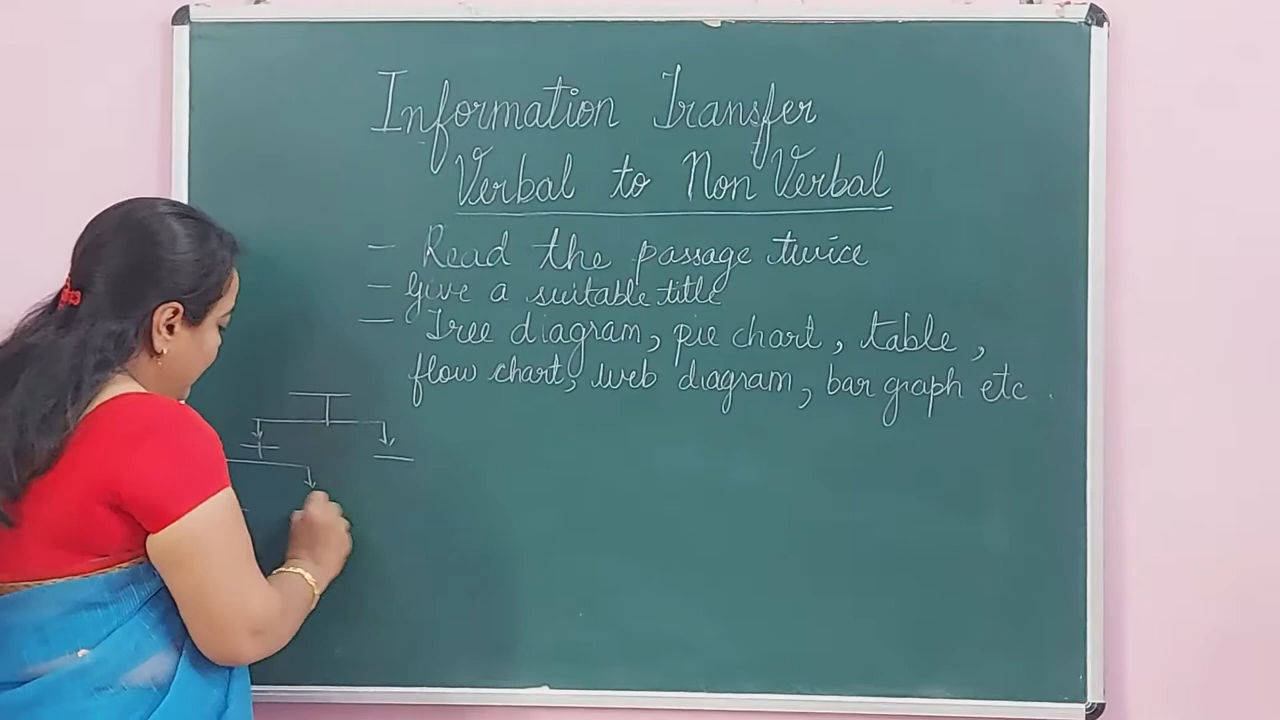 Information Transfer
Verbal to Non Verbal
- Read the passage twice
- Give a suitable title
- Tree diagram, pie chart, table,
flow chart, web diagram, bar graph etc.